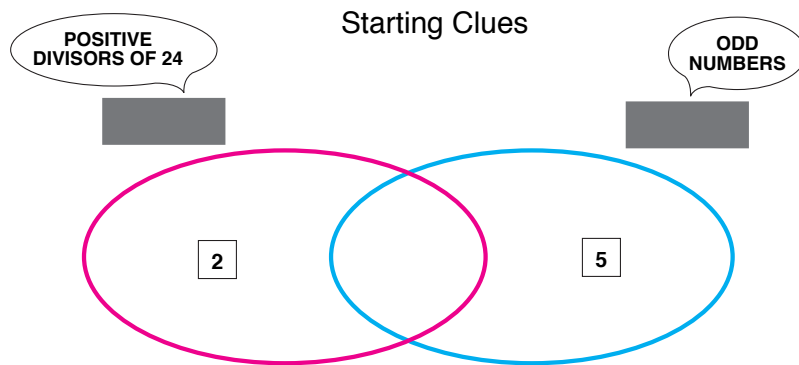 Starting Clues
POSITIVE
DIVISORS OF 24
ODD
NUMBERS
2
5